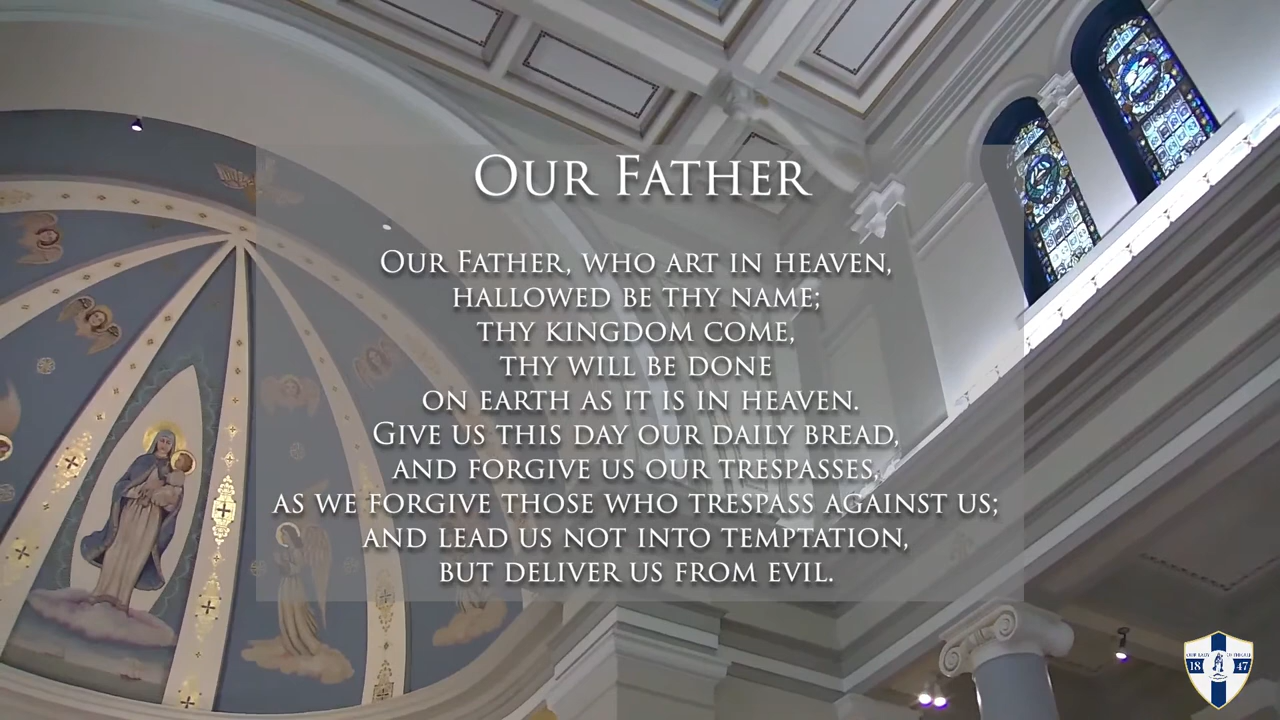 OUR FATHER
OUR FATHER, WHO ART IN HEAVEN,
HALLOWED BE THY NAME;
THY KINGDOM COME,
THY WILL BE DONE
ON EARTH AS IT IS IN HEAVEN.
GIVE US THIS DAY OUR DAILY BREAD,
AND FORGIVE US OUR TRESPASSES,
AS WE FORGIVE THOSE WHO TRESPASS AGAINST US;
AND LEAD US NOT INTO TEMPTATION,
BUT DELIVER US FROM EVIL.
18 47